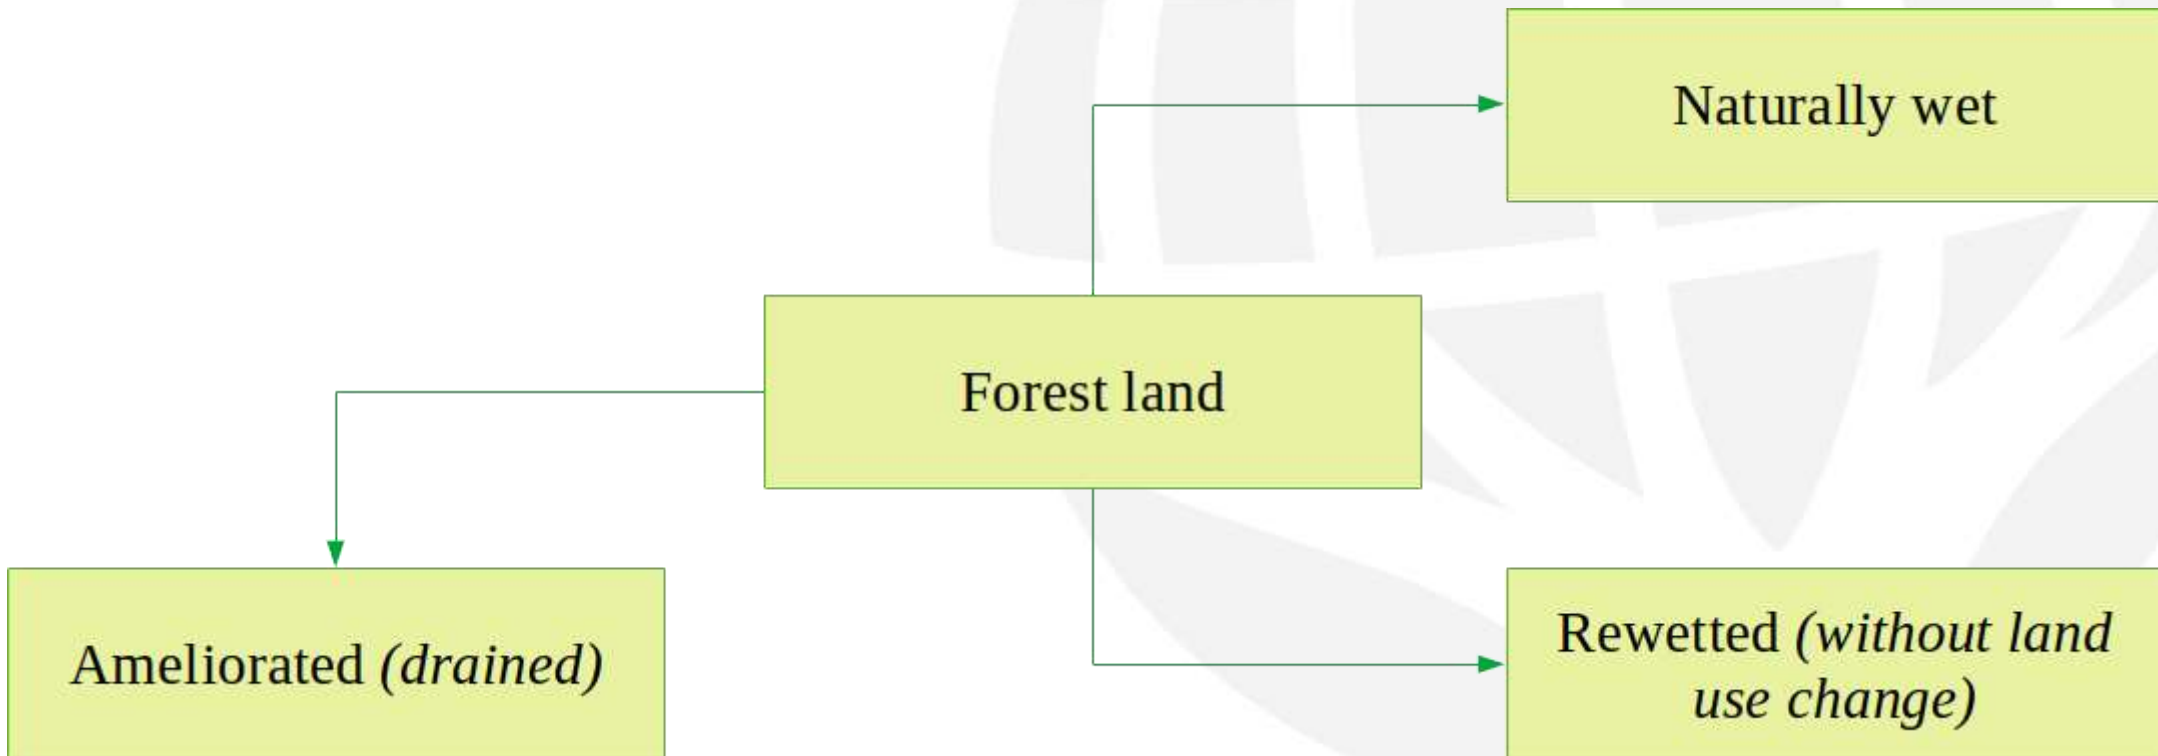 Naturally wet
Forest land
Ameliorated (drained)
Rewetted (without land
use change)